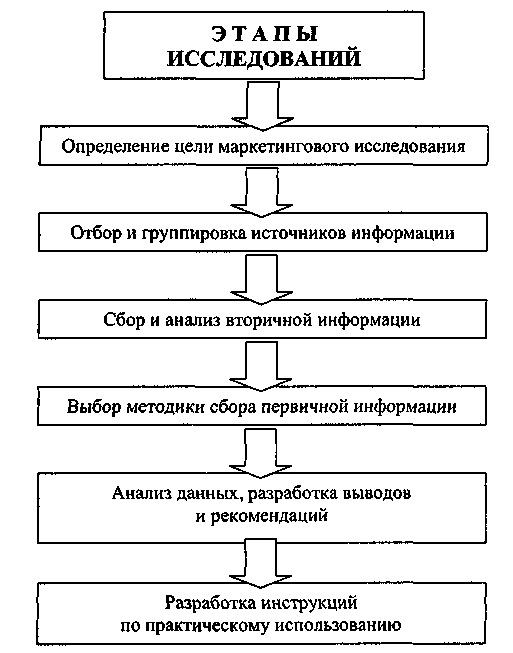 Э Т А П Ы
ИССЛЕДОВАНИЙ
Определение цели маркетингового исследования
Отбор и группировка источников информации
Сбор и анализ вторичной информации
Выбор методики сбора первичной информации
Анализ данных, разработка выводов
и рекомендаций
Разработка инструкций
по практическому использованию